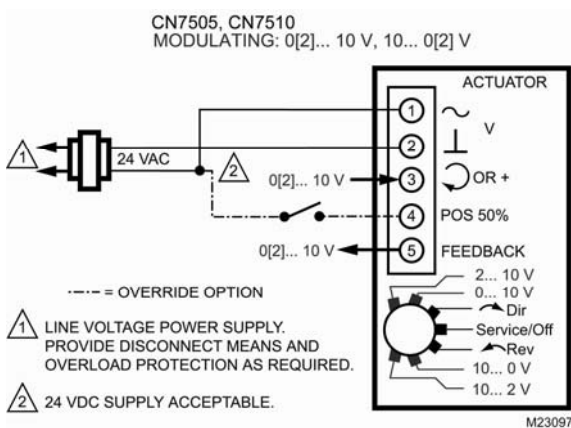 CN7505, CN7510
MODULATING: 0[2]... 10 V, 10... 0[2] V
ACTUATOR
1
V
2
1
24 VAC
2
0[2]... 10 V
3
OR +
4
POS 50%
0[2]... 10 V
5
FEEDBACK
2... 10 V
0... 10 V
Dir
Service/Off
Rev
10... 0 V
10... 2 V
= OVERRIDE OPTION
1 LINE VOLTAGE POWER SUPPLY.
PROVIDE DISCONNECT MEANS AND
OVERLOAD PROTECTION AS REQUIRED.
2 24 VDC SUPPLY ACCEPTABLE.
M23097